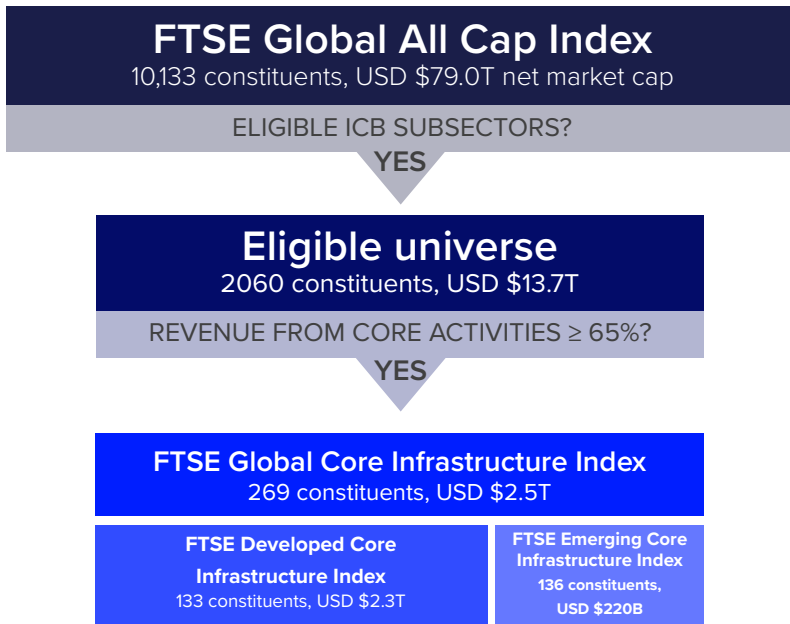 FTSE Global All Cap Index
10,133 constituents, USD $79.0T net market cap
ELIGIBLE ICB SUBSECTORS?
YES
Eligible universe
2060 constituents, USD $13.7T
REVENUE FROM CORE ACTIVITIES ≥ 65%?
YES
FTSE Global Core Infrastructure Index
269 constituents, USD $2.5T
FTSE Developed Core
Infrastructure Index
133 constituents, USD $2.3T
FTSE Emerging Core
Infrastructure Index
136 constituents,
USD $220B